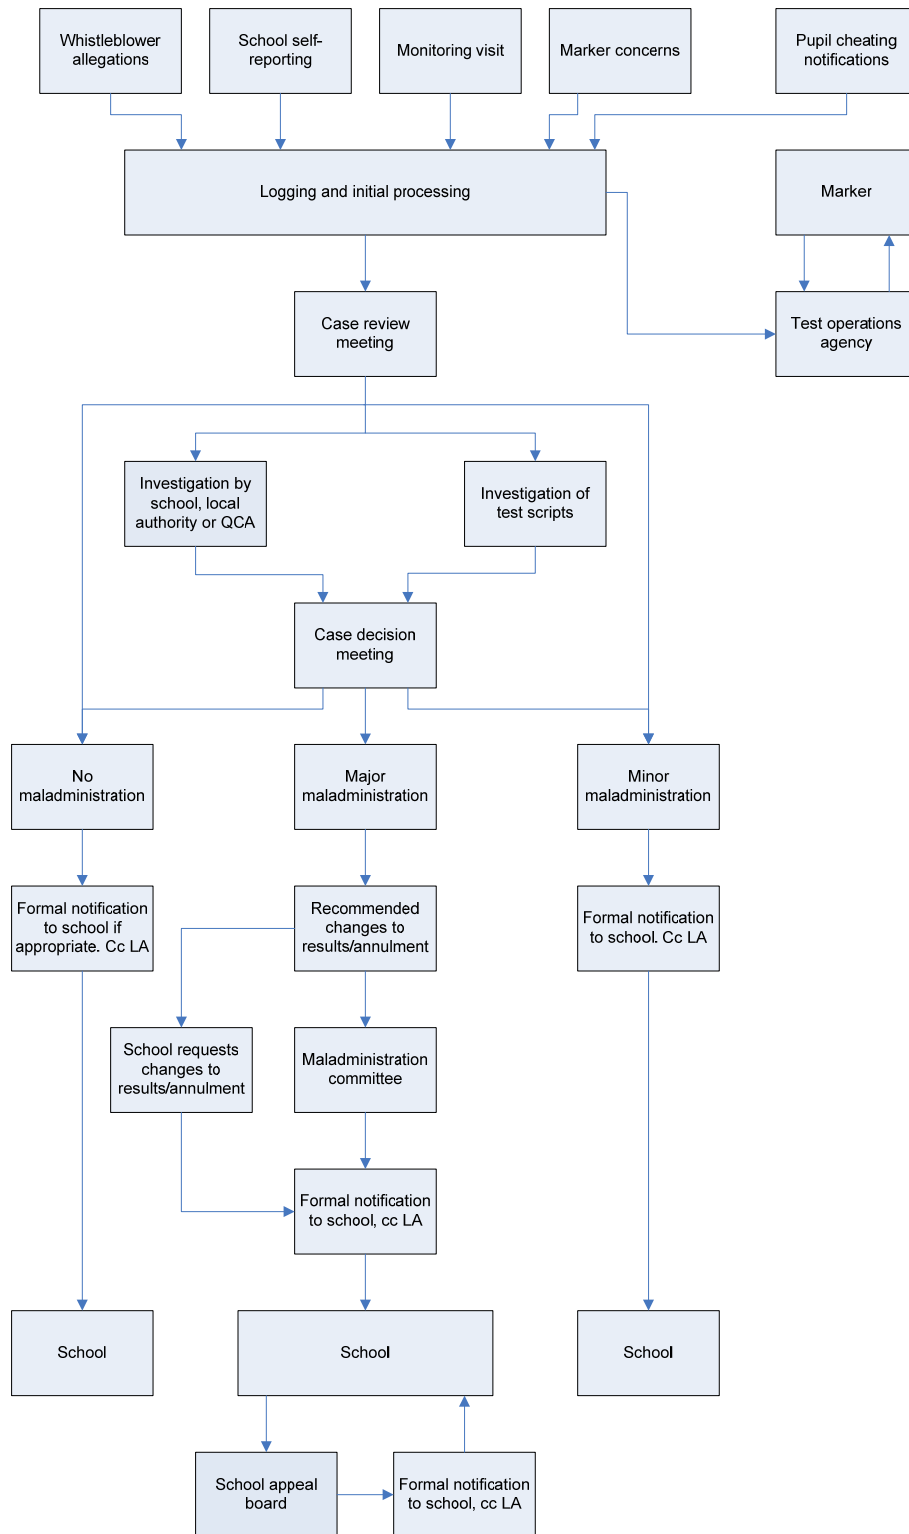 Whistleblower
allegations
School self-
reporting
Monitoring visit
Marker concerns
Pupil cheating
notifications
Logging and initial processing
Marker
Case review
meeting
Test operations
agency
Investigation by
school, local
authority or QCA
Investigation of
test scripts
Case decision
meeting
No
maladministration
Major
maladministration
Minor
maladministration
Formal notification
to school if
appropriate. Cc LA
Recommended
changes to
results/annulment
Formal notification
to school. Cc LA
School requests
changes to
results/annulment
Maladministration
committee
Formal notification
to school, cc LA
School
School
School
School appeal
board
Formal notification
to school, cc LA